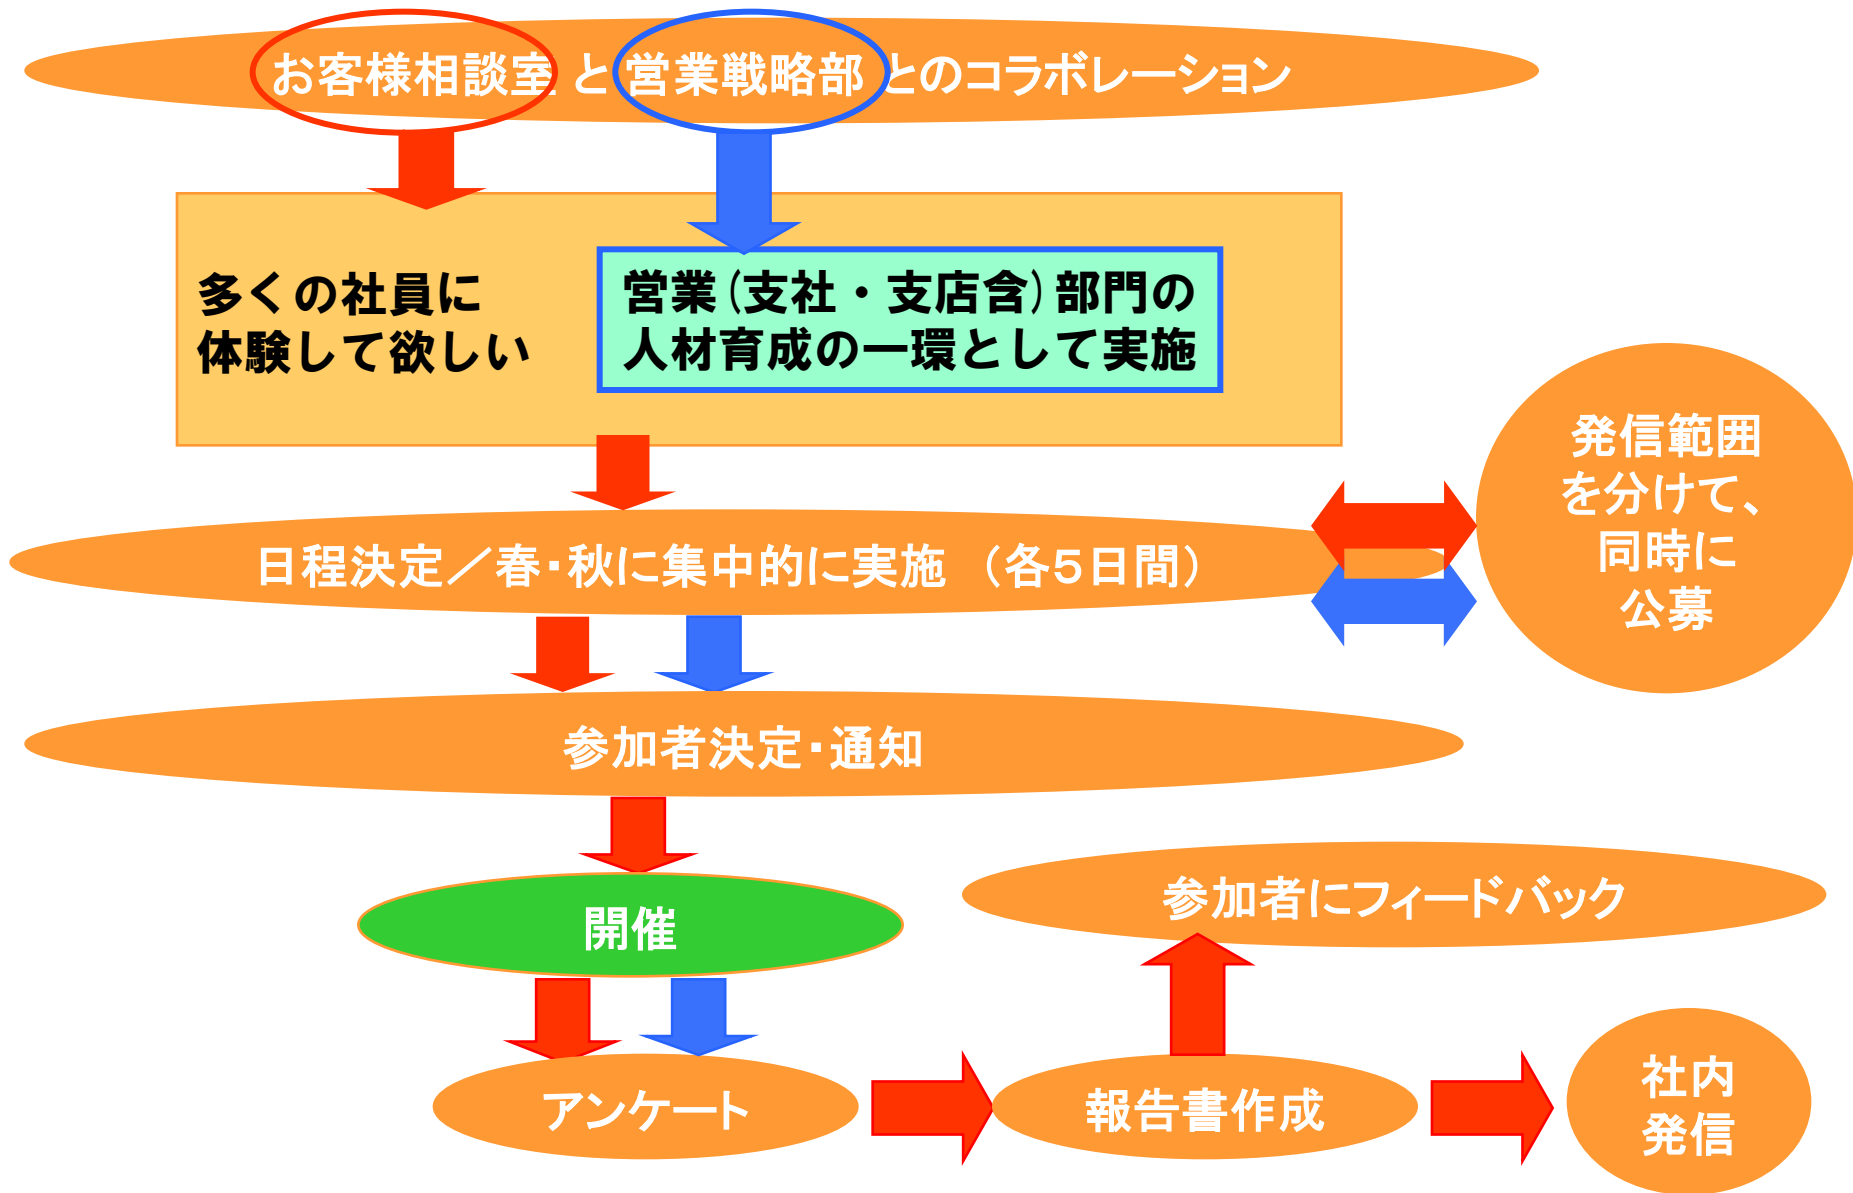 お客様相談室 と 営業戦略部 とのコラボレーション
多くの社員に
体験して欲しい
営業(支社・支店含)部門の
人材育成の一環として実施
発信範囲
を分けて、
同時に
公募
日程決定／春・秋に集中的に実施　（各５日間）
参加者決定・通知
開催
参加者にフィードバック
アンケート
報告書作成
社内
発信